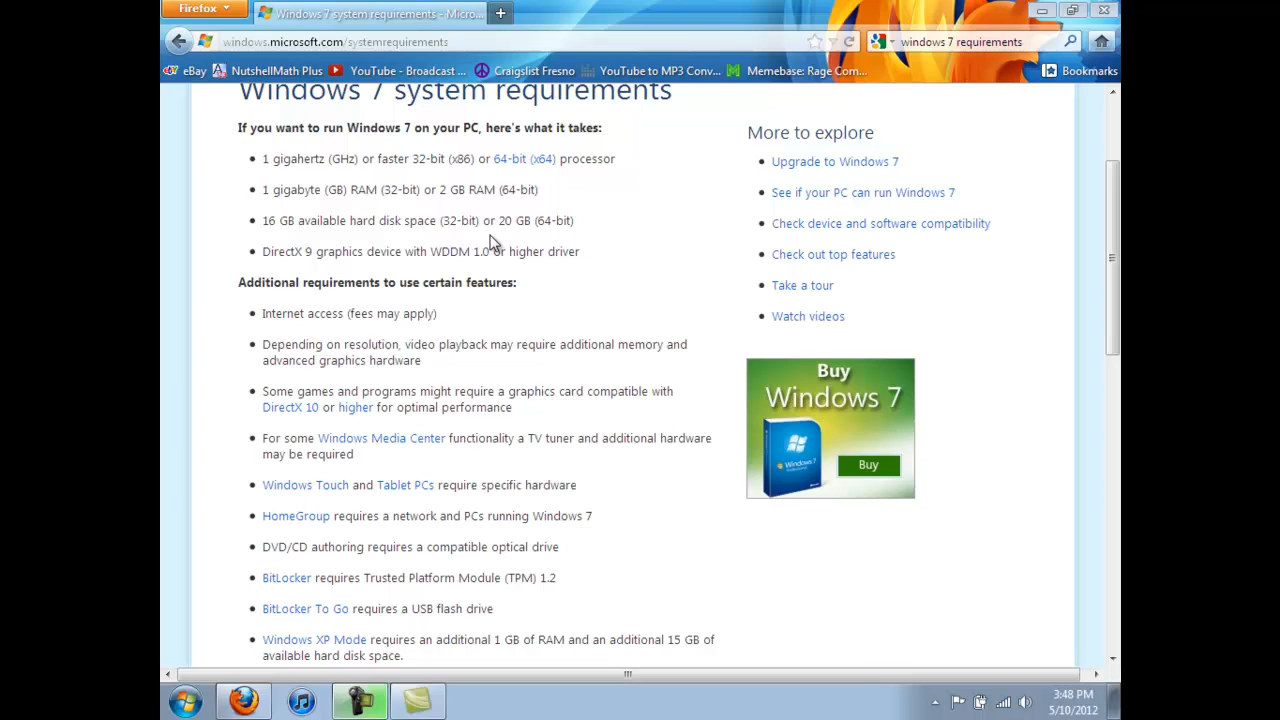 Firefox
Windows 7 system requirements - Micro...
windows.microsoft.com/systemrequirements
windows 7 requirements
eBay
NutshellMath Plus
YouTube - Broadcast ...
Craigslist Fresno
YouTube to MP3 Conv...
Memebase: Rage Com...
Bookmarks
Windows 7 system requirements
If you want to run Windows 7 on your PC, here's what it takes:
1 gigahertz (GHz) or faster 32-bit (x86) or 64-bit (x64) processor
1 gigabyte (GB) RAM (32-bit) or 2 GB RAM (64-bit)
16 GB available hard disk space (32-bit) or 20 GB (64-bit)
DirectX 9 graphics device with WDDM 1.0 or higher driver
Additional requirements to use certain features:
Internet access (fees may apply)
Depending on resolution, video playback may require additional memory and
advanced graphics hardware
Some games and programs might require a graphics card compatible with
DirectX 10 or higher for optimal performance
For some Windows Media Center functionality a TV tuner and additional hardware
may be required
Windows Touch and Tablet PCs require specific hardware
HomeGroup requires a network and PCs running Windows 7
DVD/CD authoring requires a compatible optical drive
BitLocker requires Trusted Platform Module (TPM) 1.2
BitLocker To Go requires a USB flash drive
Windows XP Mode requires an additional 1 GB of RAM and an additional 15 GB of
available hard disk space.
More to explore
Upgrade to Windows 7
See if your PC can run Windows 7
Check device and software compatibility
Check out top features
Take a tour
Watch videos
Buy
Windows 7
Windows 7
Buy
3:48 PM
5/10/2012